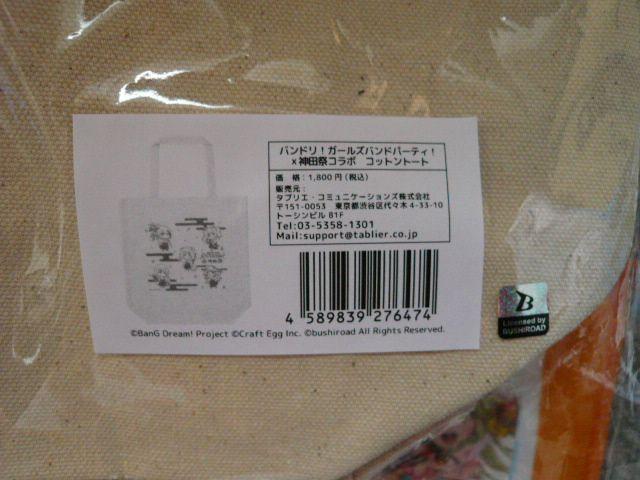 バンドリ！ガールズバンドパーティ！
×神田祭コラボ コットントート
価 格：1,800円（税込）
販売元：
タブリエ・コミュニケーションズ株式会社
〒151-0053 東京都渋谷区代々木4-33-10
トーシンビル B1F
Tel:03-5358-1301
Mail:support@tablier.co.jp
4 589839 276474
©BanG Dream! Project ©Craft Egg Inc. ©bushiroad All Rights Reserved.
B
Licensed by
BUSHIROAD